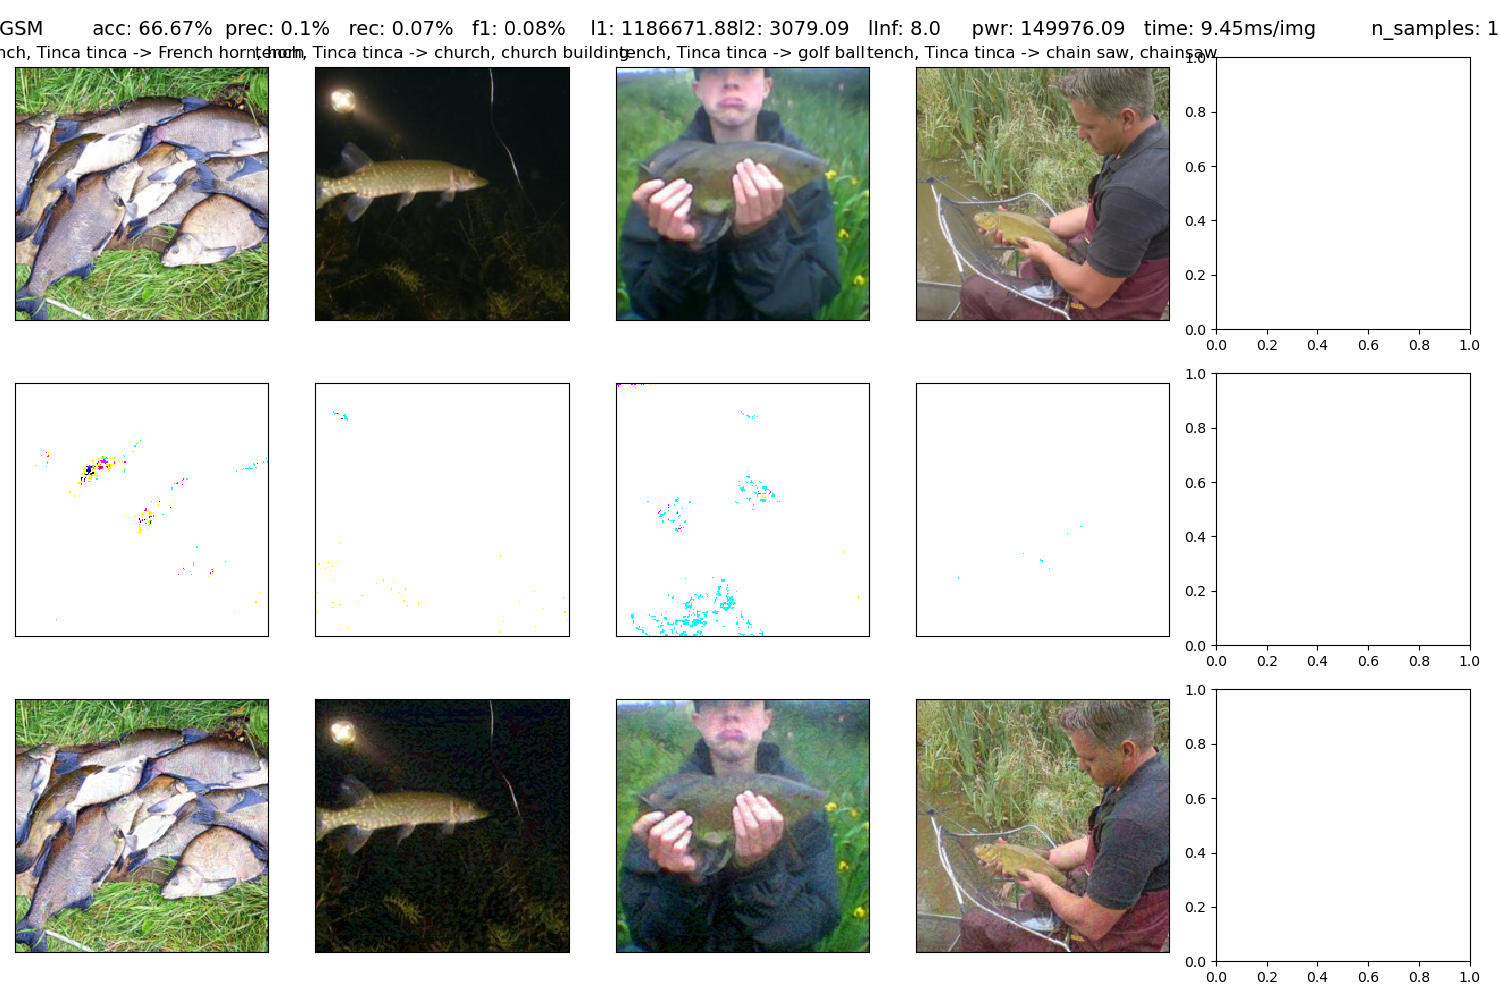 GSM acc: 66.67% prec: 0.1% rec: 0.07% f1: 0.08% l1: 1186671.88l2: 3079.09 lInf: 8.0 pwr: 149976.09 time: 9.45ms/img n_samples: 1
nch, Tinca tinca -> French horn, horn
tench, Tinca tinca -> church, church building
tench, Tinca tinca -> golf ball
tench, Tinca tinca -> chain saw, chainsaw
1.0
0.8
0.6
0.4
0.2
0.0
0.0 0.2 0.4 0.6 0.8 1.0
1.0
0.8
0.6
0.4
0.2
0.0
0.0 0.2 0.4 0.6 0.8 1.0
1.0
0.8
0.6
0.4
0.2
0.0
0.0 0.2 0.4 0.6 0.8 1.0